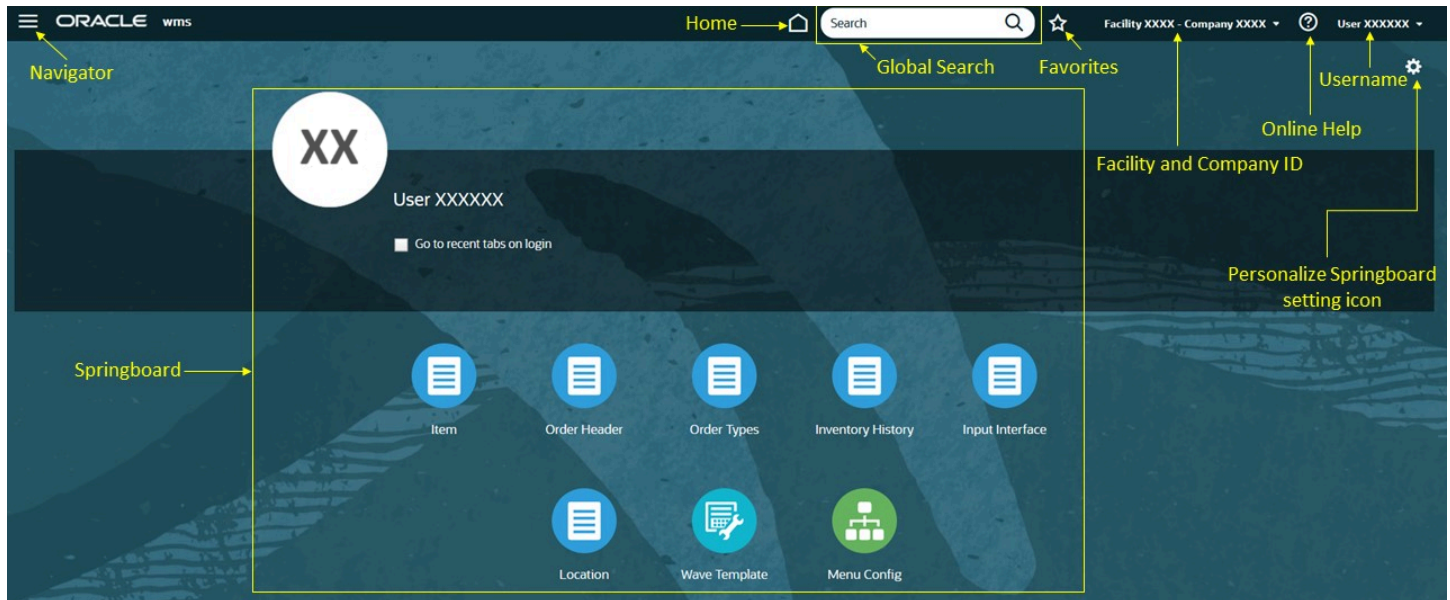 ORACLE wms
Home
Search
Facility XXXX - Company XXXX
User XXXXXX
Navigator
Global Search
Favorites
Username
Online Help
Facility and Company ID
XX
User XXXXXX
Go to recent tabs on login
Personalize Springboard
setting icon
Springboard
Item
Order Header
Order Types
Inventory History
Input Interface
Location
Wave Template
Menu Config